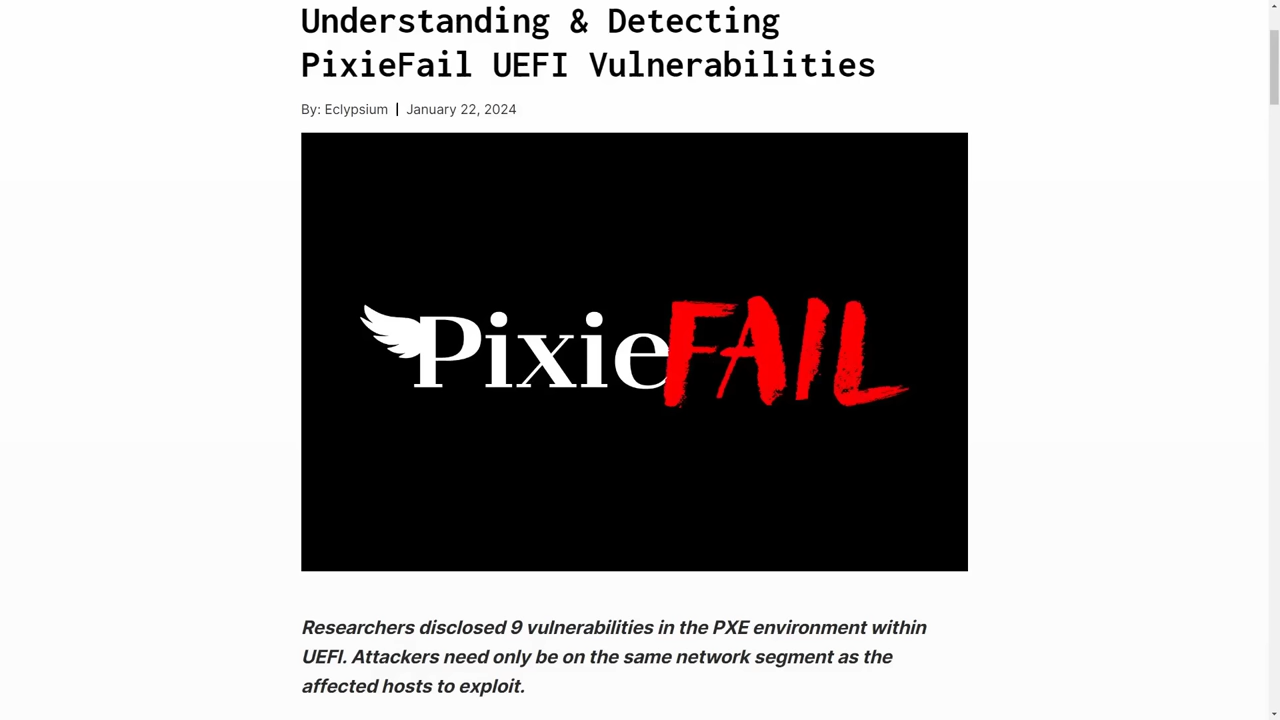 Understanding & Detecting
PixieFail UEFI Vulnerabilities
By: Eclypsium | January 22, 2024
PixieFAIL
Researchers disclosed 9 vulnerabilities in the PXE environment within
UEFI. Attackers need only be on the same network segment as the
affected hosts to exploit.